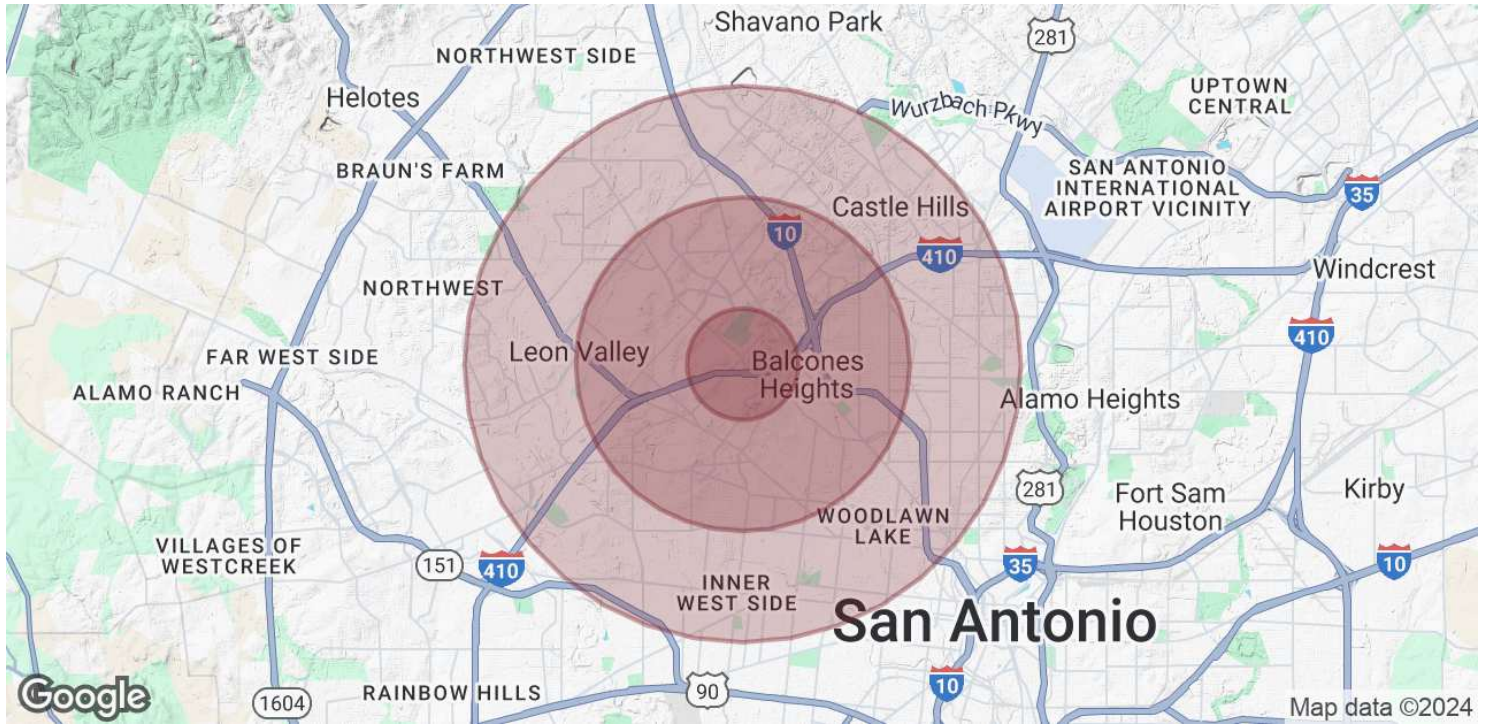 Shavano Park
281
NORTHWEST SIDE
UPTOWN
CENTRAL
Helotes
Wurzbach Pkwy
BRAUN'S FARM
SAN ANTONIO
INTERNATIONAL
AIRPORT VICINITY
35
Castle Hills
10
410
NORTHWEST
Windcrest
410
FAR WEST SIDE
Leon Valley
Balcones
Heights
ALAMO RANCH
Alamo Heights
281
Fort Sam
Houston
Kirby
WOODLAWN
LAKE
VILLAGES OF
WESTCREEK
151
410
35
10
INNER
WEST SIDE
San Antonio
RAINBOW HILLS
90
10
1604
Google
Map data ©2024